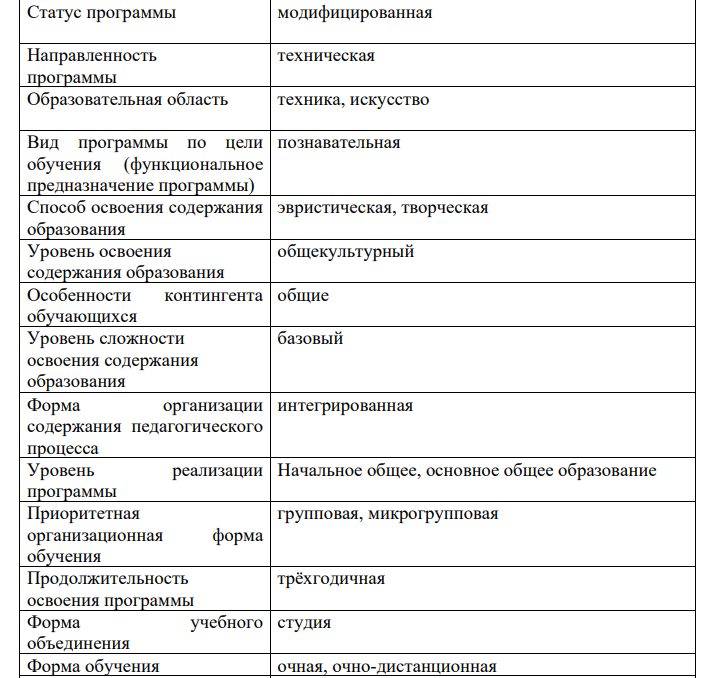 Статус программы
модифицированная
Направленность
программы
техническая
Образовательная область
техника, искусство
Вид программы по цели
обучения (функциональное
предназначение программы)
познавательная
Способ освоения содержания
образования
эвристическая, творческая
Уровень освоения
содержания образования
общекультурный
Особенности контингента
обучающихся
общие
Уровень сложности
освоения содержания
образования
базовый
Форма организации
содержания педагогического
процесса
интегрированная
Уровень реализации
программы
Начальное общее, основное общее образование
Приоритетная
организационная форма
обучения
групповая, микрогрупповая
Продолжительность
освоения программы
трёхгодичная
Форма учебного
объединения
студия
Форма обучения
очная, очно-дистанционная